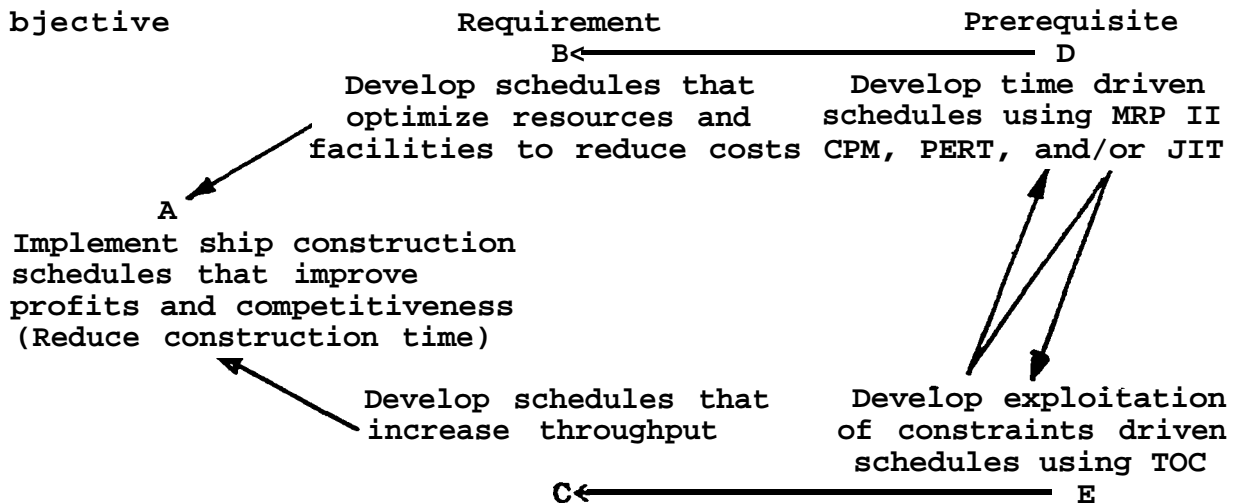 bjective Requirement Prerequisite
B D
Develop schedules that
optimize resources and
facilities to reduce costs
Develop time driven
schedules using MRP II
CPM, PERT, and/or JIT
A
Implement ship construction
schedules that improve
profits and competitiveness
(Reduce construction time)
Develop schedules that
increase throughput
Develop exploitation
of constraints driven
schedules using TOC
C E